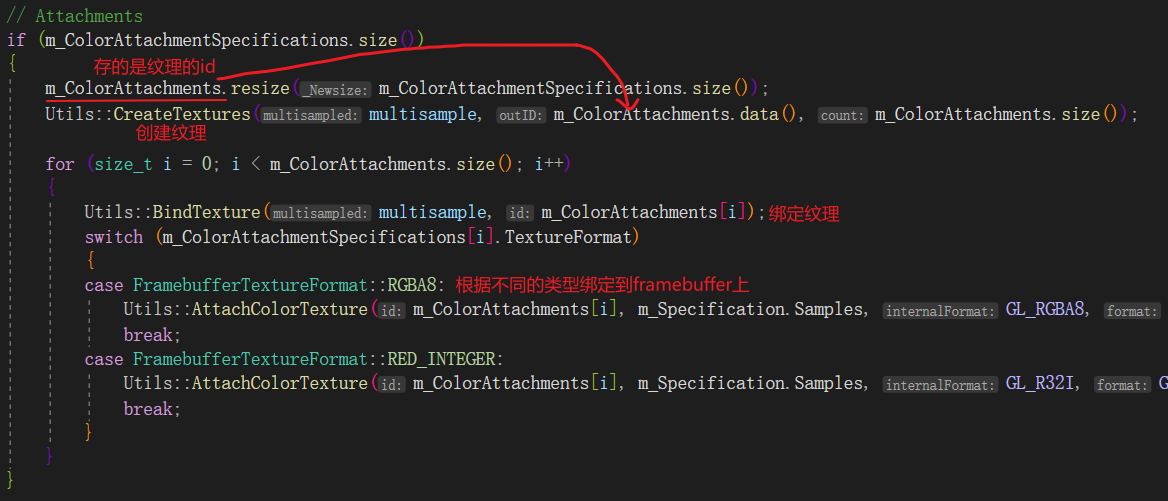 // Attachments
if (m_ColorAttachmentSpecifications.size())
{
存的是纹理的id
m_ColorAttachments.resize(_Newsize: m_ColorAttachmentSpecifications.size());
Utils::CreateTextures(multisampled: multisample, outID: m_ColorAttachments.data(), count: m_ColorAttachments.size());
创建纹理
for (size_t i = 0; i < m_ColorAttachments.size(); i++)
{
Utils::BindTexture(multisampled: multisample, id: m_ColorAttachments[i]); 绑定纹理
switch (m_ColorAttachmentSpecifications[i].TextureFormat)
{
case FramebufferTextureFormat::RGBA8: 根据不同的类型绑定到framebuffer上
Utils::AttachColorTexture(id: m_ColorAttachments[i], m_Specification.Samples, internalFormat: GL_RGBA8, format:
break;
case FramebufferTextureFormat::RED_INTEGER:
Utils::AttachColorTexture(id: m_ColorAttachments[i], m_Specification.Samples, internalFormat: GL_R32I, format: G
break;
}
}
}